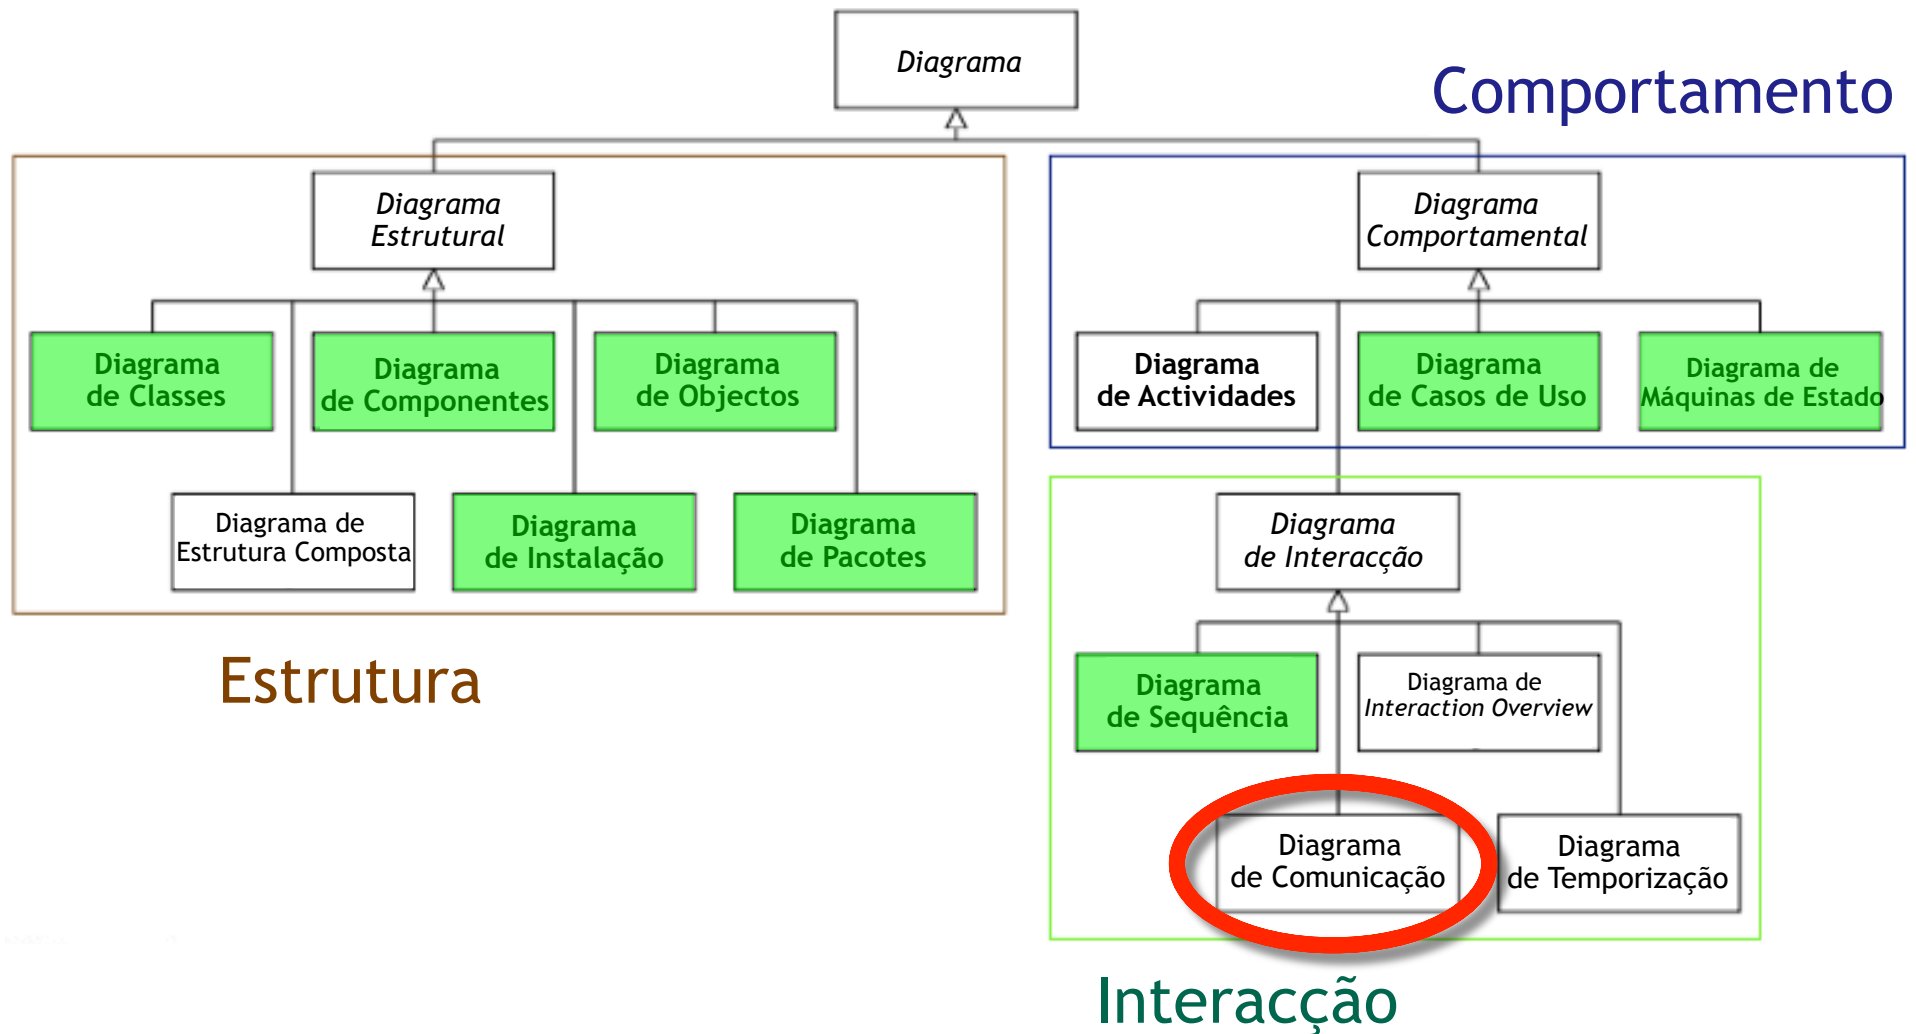 Diagrama
Comportamento
Diagrama
Estrutural
Diagrama
Comportamental
Diagrama
de Classes
Diagrama
de Componentes
Diagrama
de Objectos
Diagrama
de Actividades
Diagrama
de Casos de Uso
Diagrama de
Máquinas de Estado
Diagrama de
Estrutura Composta
Diagrama
de Instalação
Diagrama
de Pacotes
Diagrama
de Interacção
Estrutura
Diagrama
de Sequência
Diagrama de
Interaction Overview
Diagrama
de Comunicação
Diagrama
de Temporização
Interacção